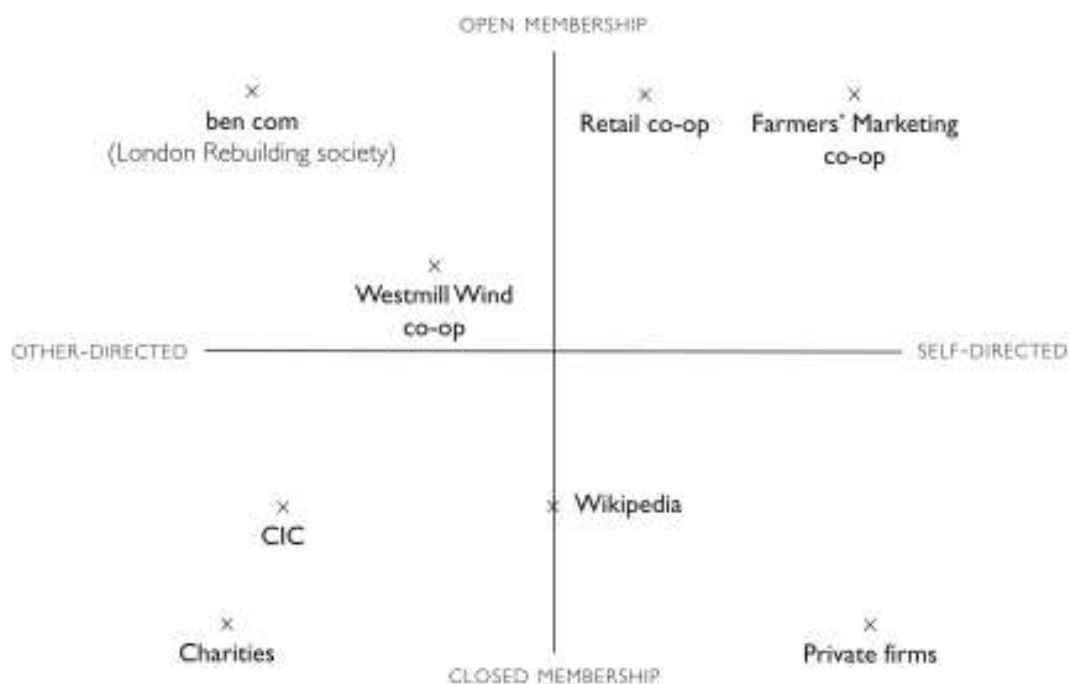 OPEN MEMBERSHIP
ben com
(London Rebuilding society)
Retail co-op
Farmers' Marketing
co-op
Westmill Wind
co-op
OTHER-DIRECTED
SELF-DIRECTED
CIC
Wikipedia
Charities
Private firms
CLOSED MEMBERSHIP